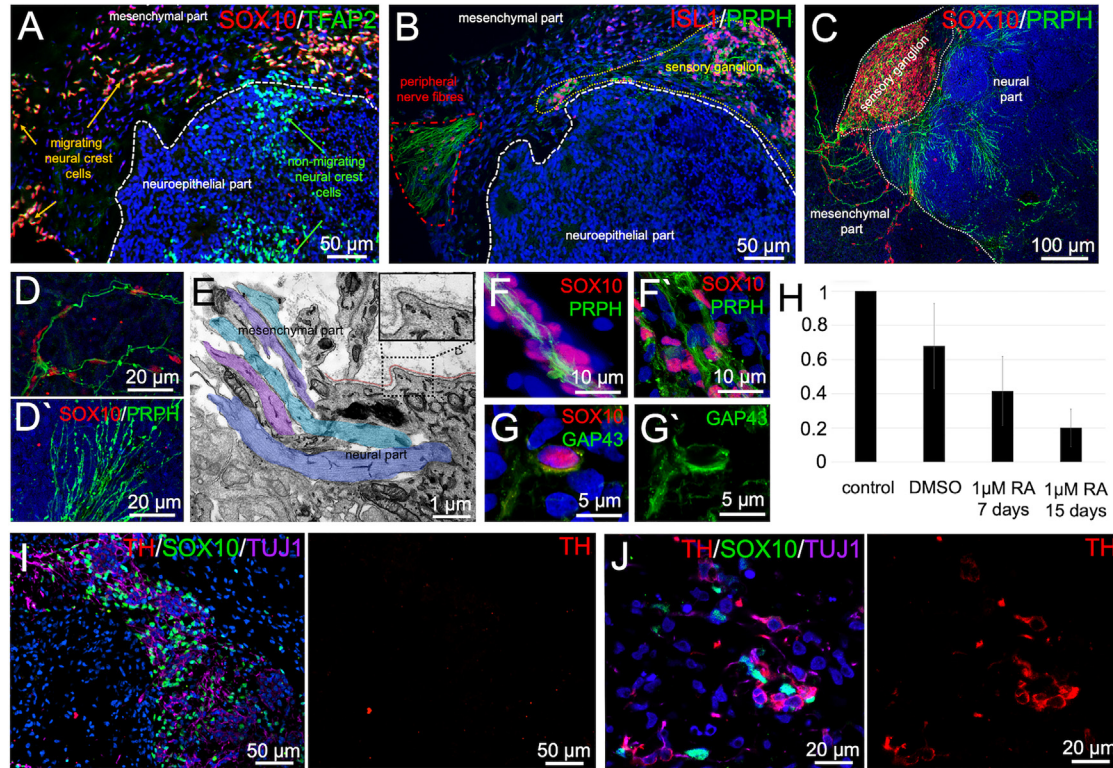 A
SOX10/TFAP2
mesenchymal part
migrating
neural crest
cells
neuroepithelial part
non-migrating
neural crest
cells
50 µm
B
ISL1/PRPH
mesenchymal part
peripheral
nerve fibres
sensory ganglion
neuroepithelial part
50 µm
C
SOX10/PRPH
sensory ganglion
neural
part
mesenchymal
part
100 µm
D
20 µm
D`
SOX10/PRPH
20 µm
E
mesenchymal part
neural part
1 µm
F
SOX10
PRPH
10 µm
F`
SOX10
PRPH
10 µm
G
SOX10
GAP43
5 µm
G`
GAP43
5 µm
H
1
0.8
0.6
0.4
0.2
0
control
DMSO
1µM RA
7 days
1µM RA
15 days
I
TH/SOX10/TUJ1
50 µm
TH
50 µm
J
TH/SOX10/TUJ1
20 µm
TH
20 µm